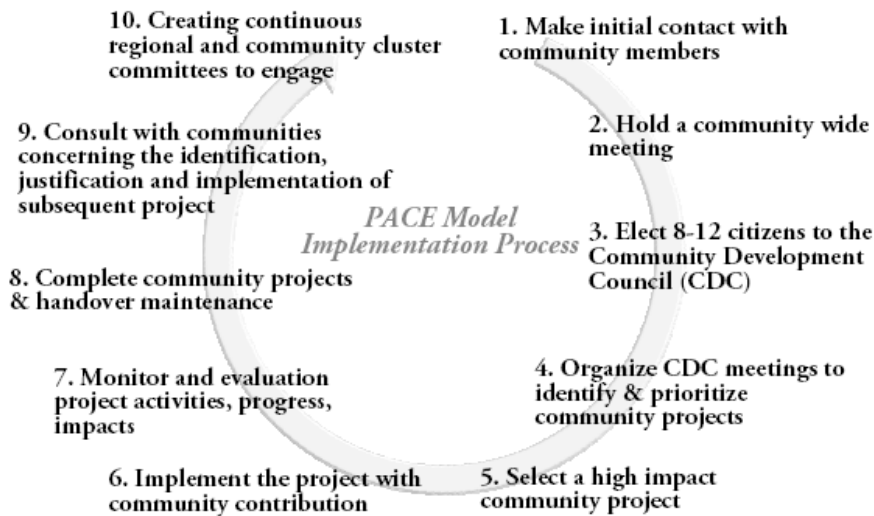 PACE Model
Implementation Process
1. Make initial contact with
community members
2. Hold a community wide
meeting
3. Elect 8-12 citizens to the
Community Development
Council (CDC)
4. Organize CDC meetings to
identify & prioritize
community projects
5. Select a high impact
community project
6. Implement the project with
community contribution
7. Monitor and evaluation
project activities, progress,
impacts
8. Complete community projects
& handover maintenance
9. Consult with communities
concerning the identification,
justification and implementation of
subsequent project
10. Creating continuous
regional and community cluster
committees to engage